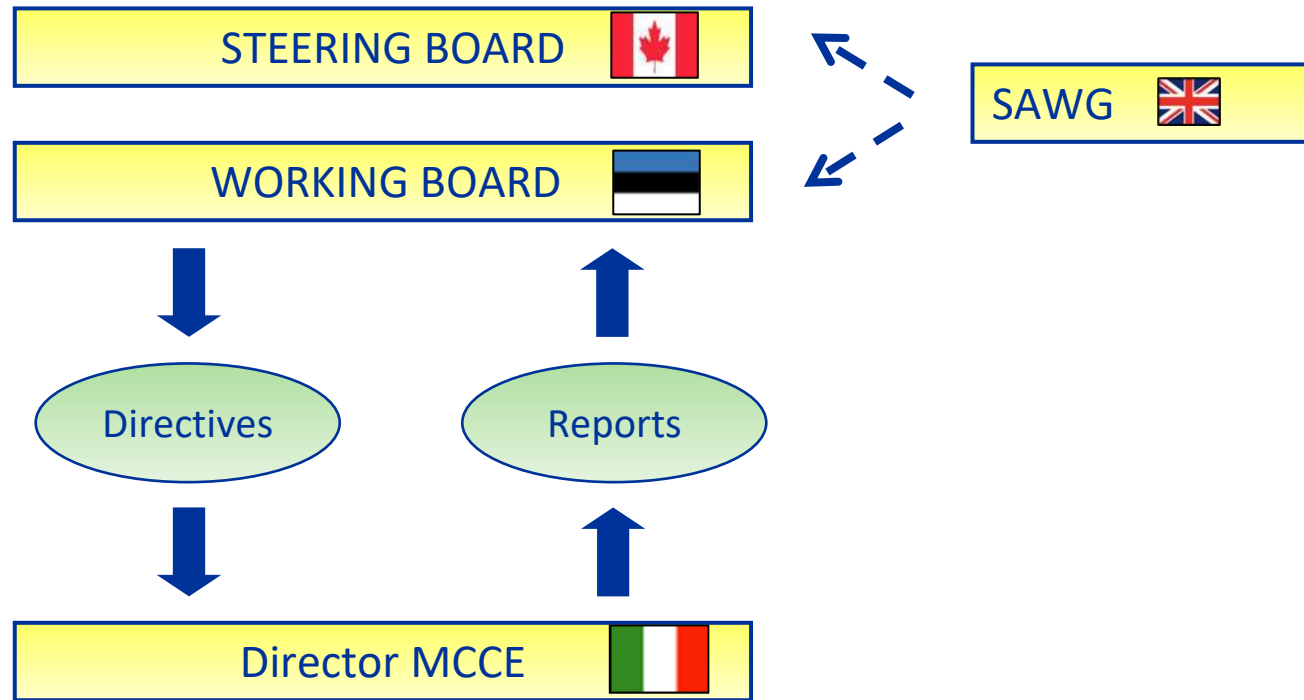 STEERING BOARD
SAWG
WORKING BOARD
Directives
Reports
Director MCCE